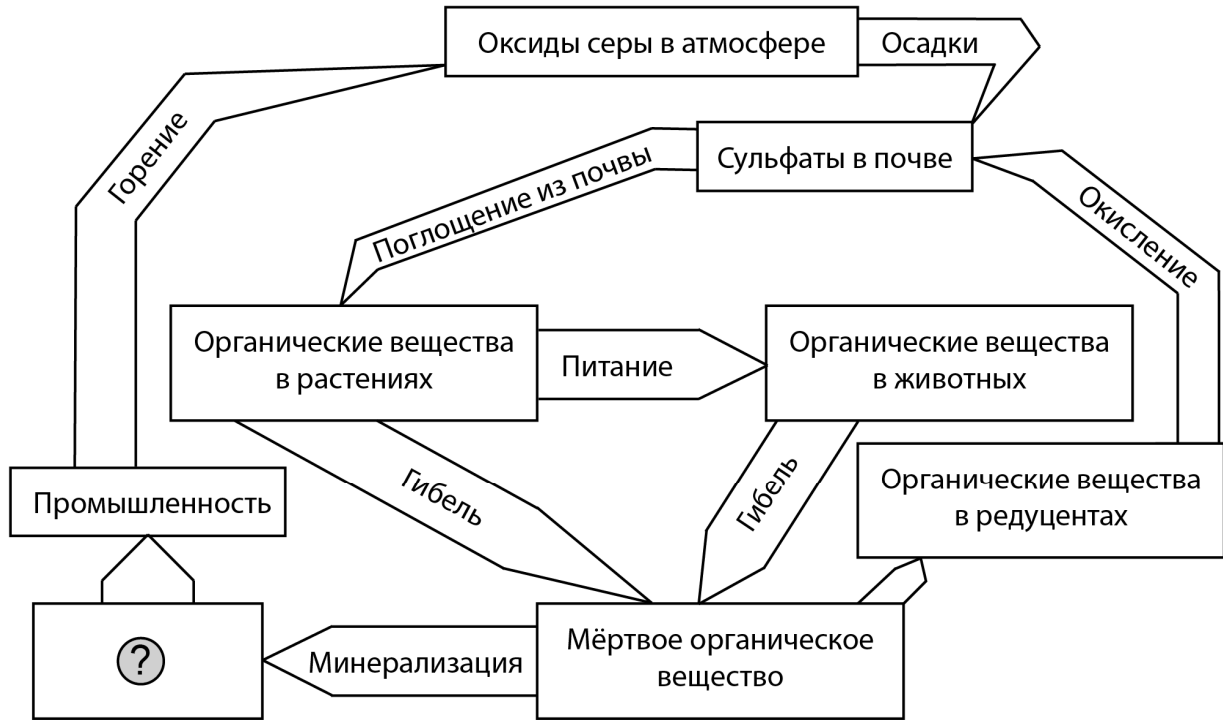 Оксиды серы в атмосфере
Осадки
Горение
Сульфаты в почве
Поглощение из почвы
Окисление
Органические вещества
в растениях
Питание
Органические вещества
в животных
Гибель
Гибель
Промышленность
Органические вещества
в редуцентах
?
Минерализация
Мёртвое органическое
вещество